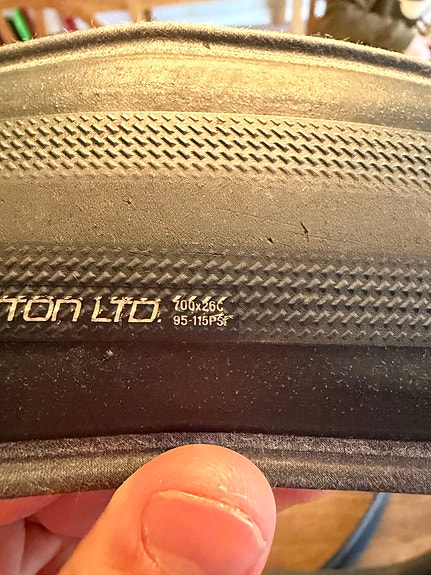 TON LTD.
700x26C
95-115PSI